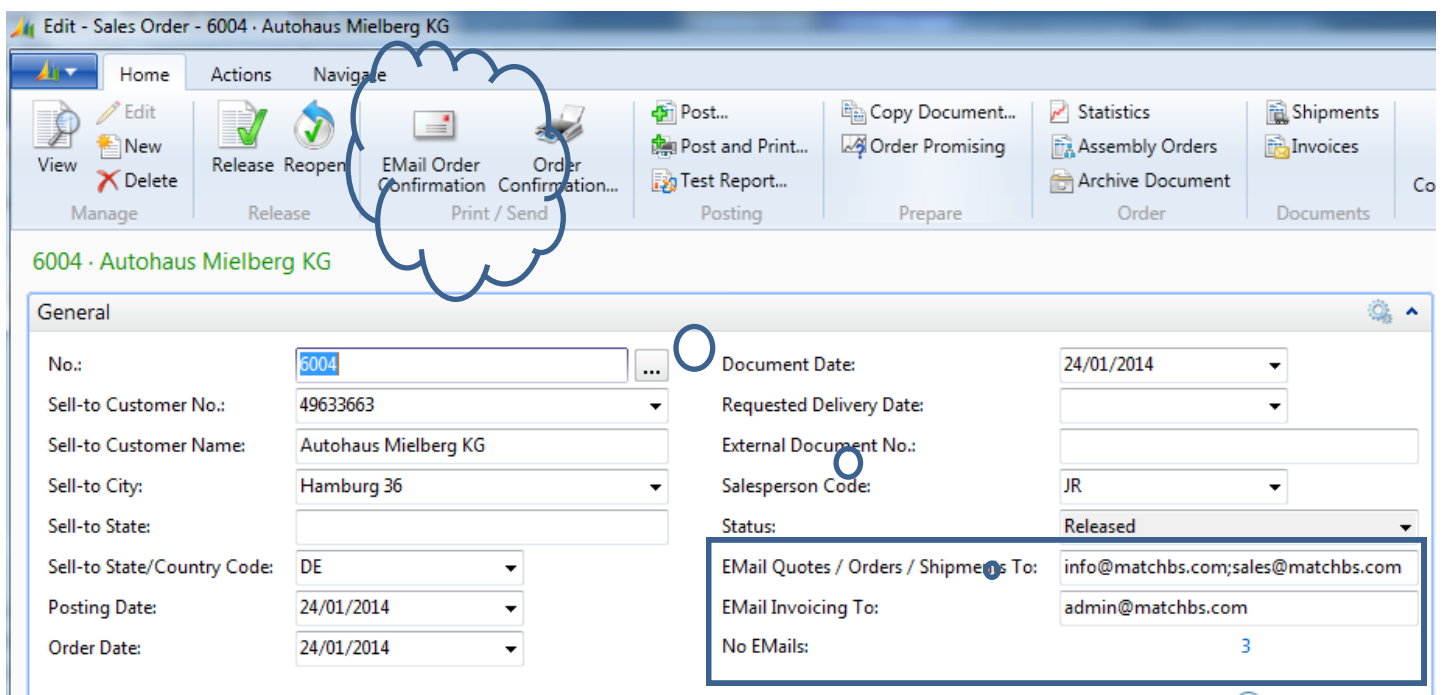 Edit - Sales Order - 6004 · Autohaus Mielberg KG
Home Actions Navigate
View
Edit
New
Delete
Manage
Release Reopen
Release
EMail Order Confirmation
Order Confirmation...
Print / Send
Post...
Post and Print...
Test Report...
Posting
Copy Document...
Order Promising
Prepare
Statistics
Assembly Orders
Archive Document
Order
Shipments
Invoices
Documents
Co
6004 · Autohaus Mielberg KG
General
No.: 6004 ...
Sell-to Customer No.: 49633663
Sell-to Customer Name: Autohaus Mielberg KG
Sell-to City: Hamburg 36
Sell-to State:
Sell-to State/Country Code: DE
Posting Date: 24/01/2014
Order Date: 24/01/2014
Document Date: 24/01/2014
Requested Delivery Date:
External Document No.:
Salesperson Code: JR
Status: Released
EMail Quotes / Orders / Shipments To: info@matchbs.com;sales@matchbs.com
EMail Invoicing To: admin@matchbs.com
No EMails: 3